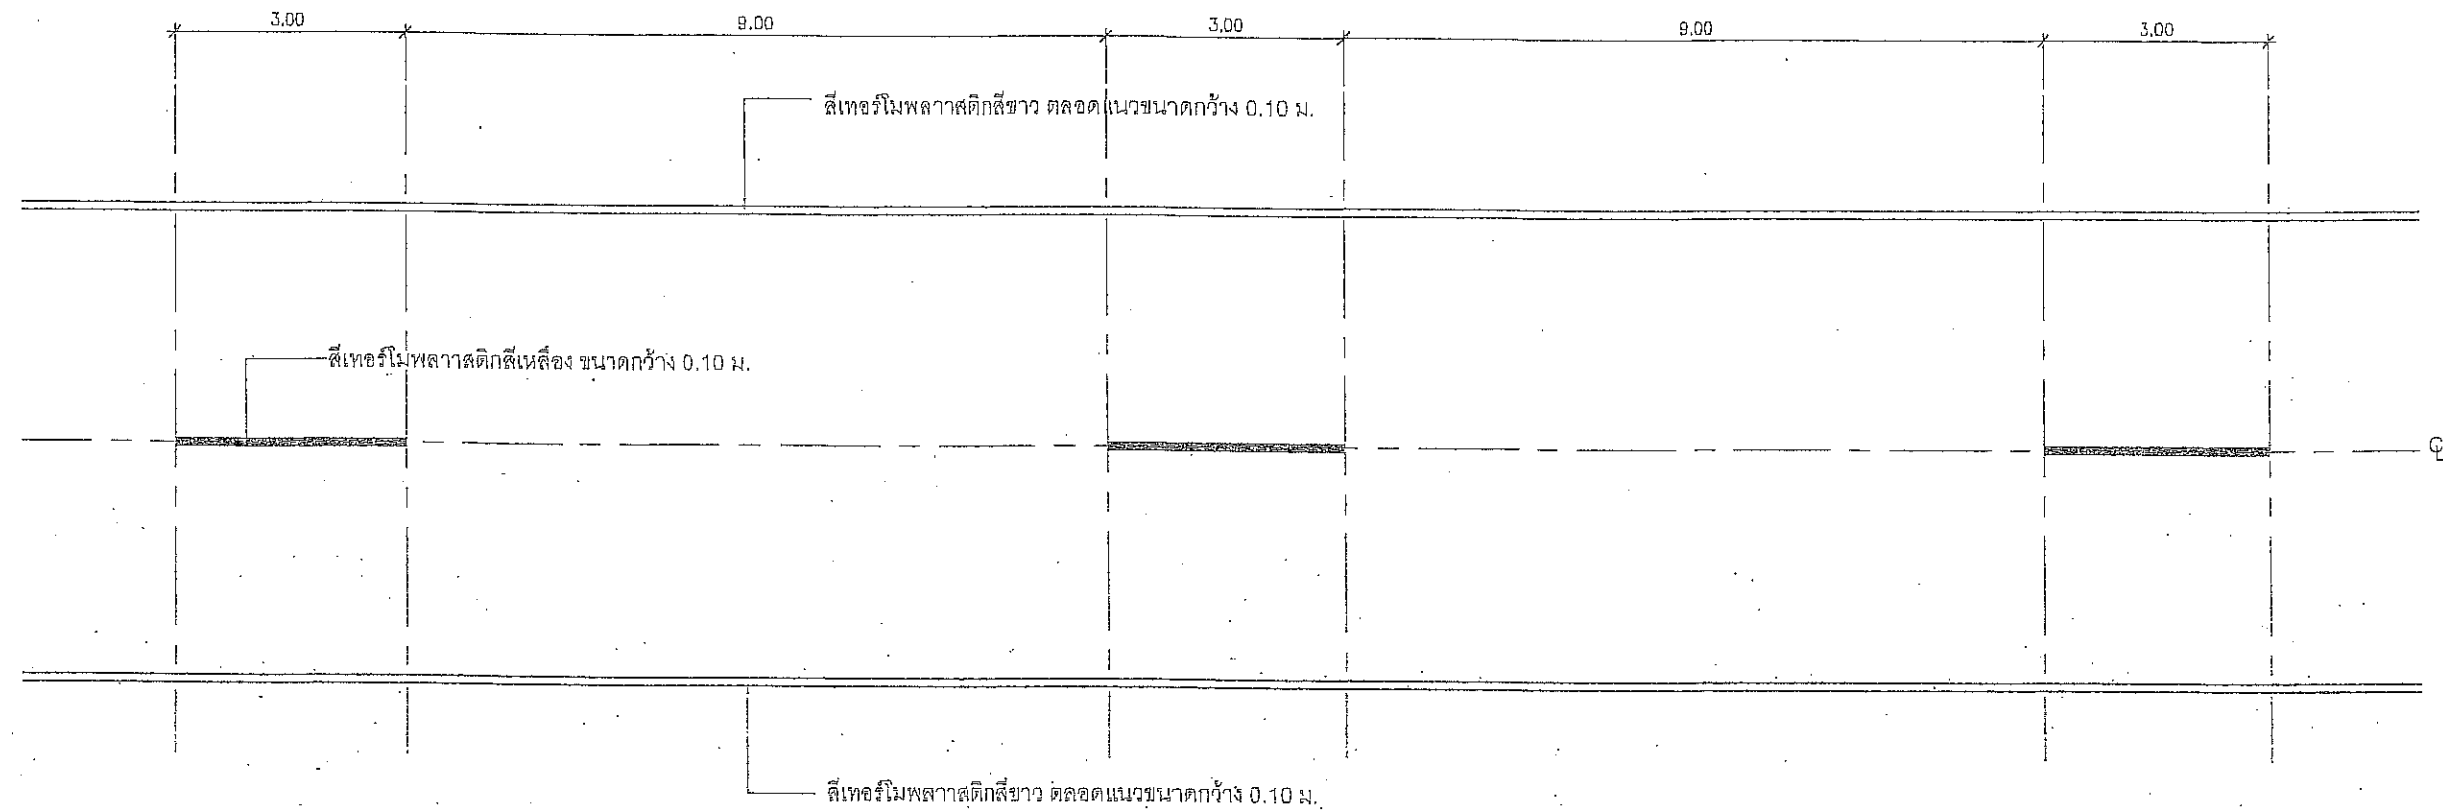 3.00
9.00
3.00
9.00
3.00
สีเทอร์โมพลาาสติกสีขาว ตลอดแนวขนาดกว้าง 0.10 ม.
สีเทอร์โมพลาาสติกสีเหลือง ขนาดกว้าง 0.10 ม.
℄
สีเทอร์โมพลาาสติกสีขาว ตลอดแนวขนาดกว้าง 0.10 ม.